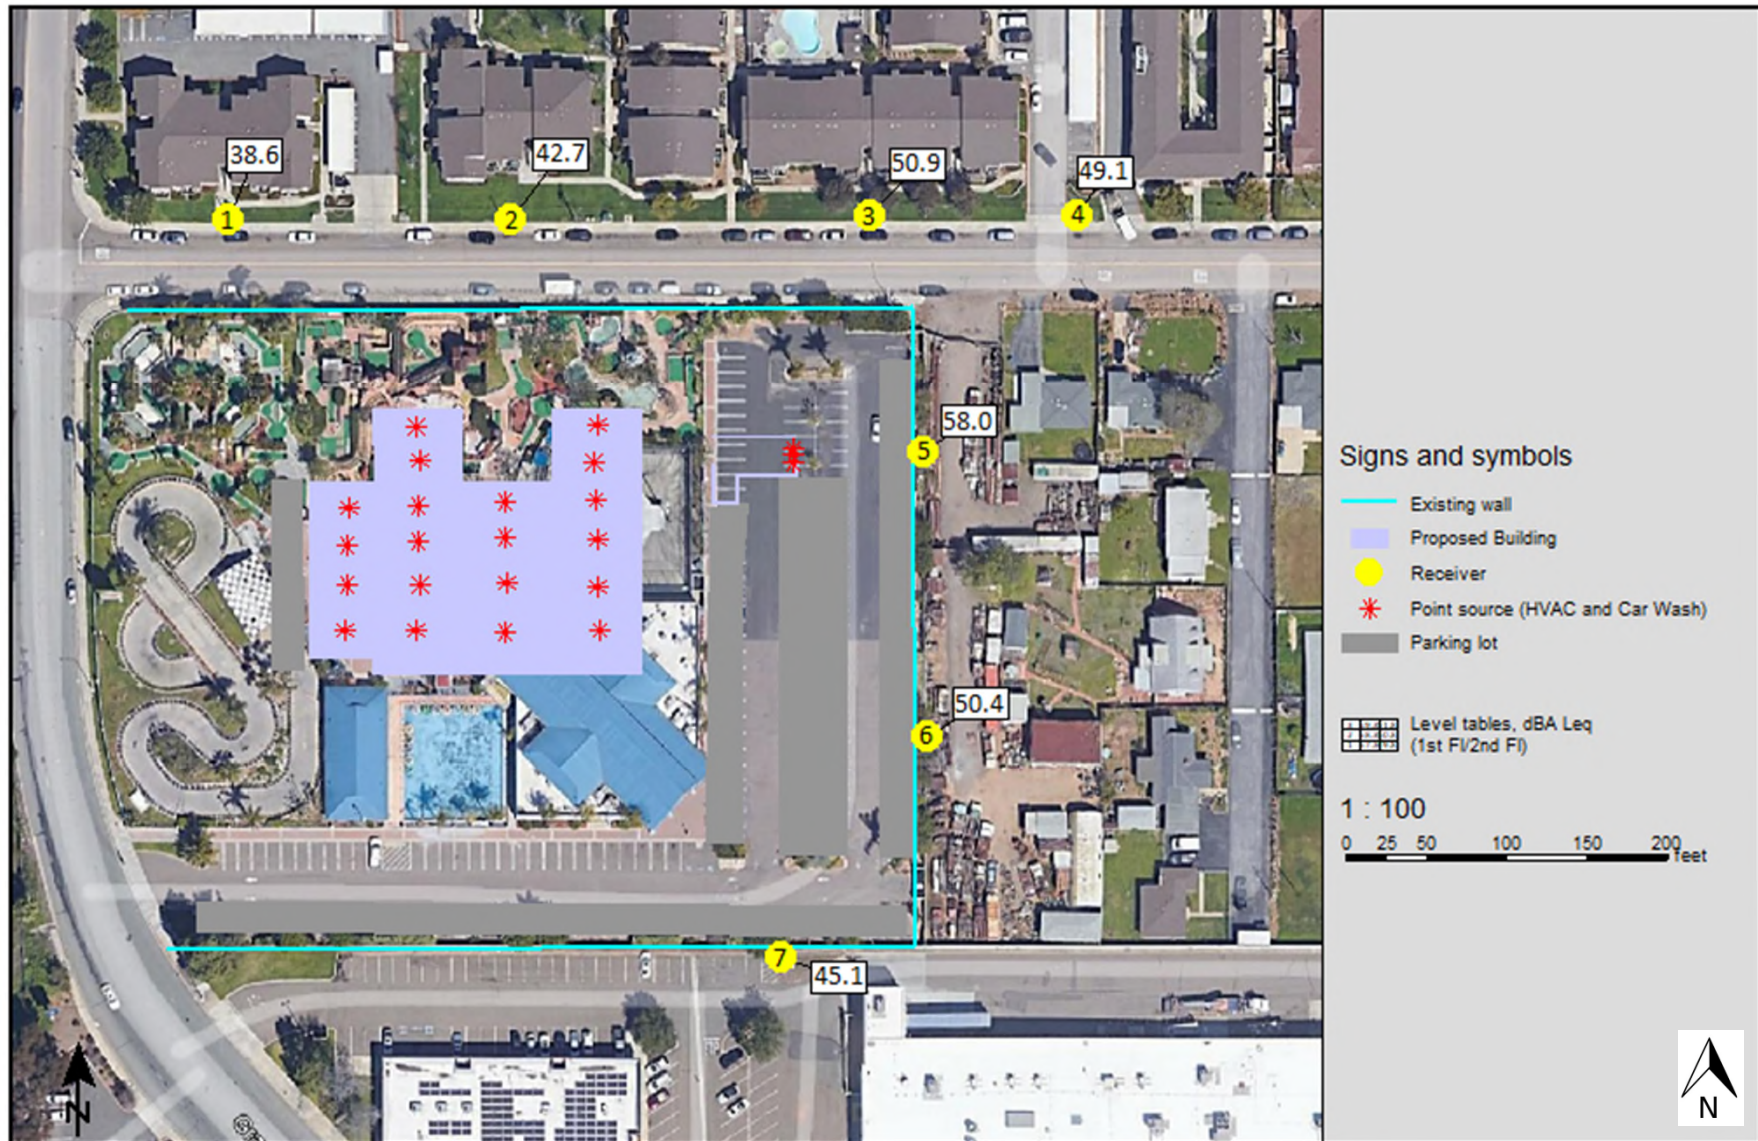 38.6
42.7
50.9
49.1
1
2
3
4
58.0
5
50.4
6
7
45.1
Signs and symbols
Existing wall
Proposed Building
Receiver
Point source (HVAC and Car Wash)
Parking lot
Level tables, dBA Leq
(1st Fl/2nd Fl)
1 : 100
0 25 50 100 150 200
feet
N
N